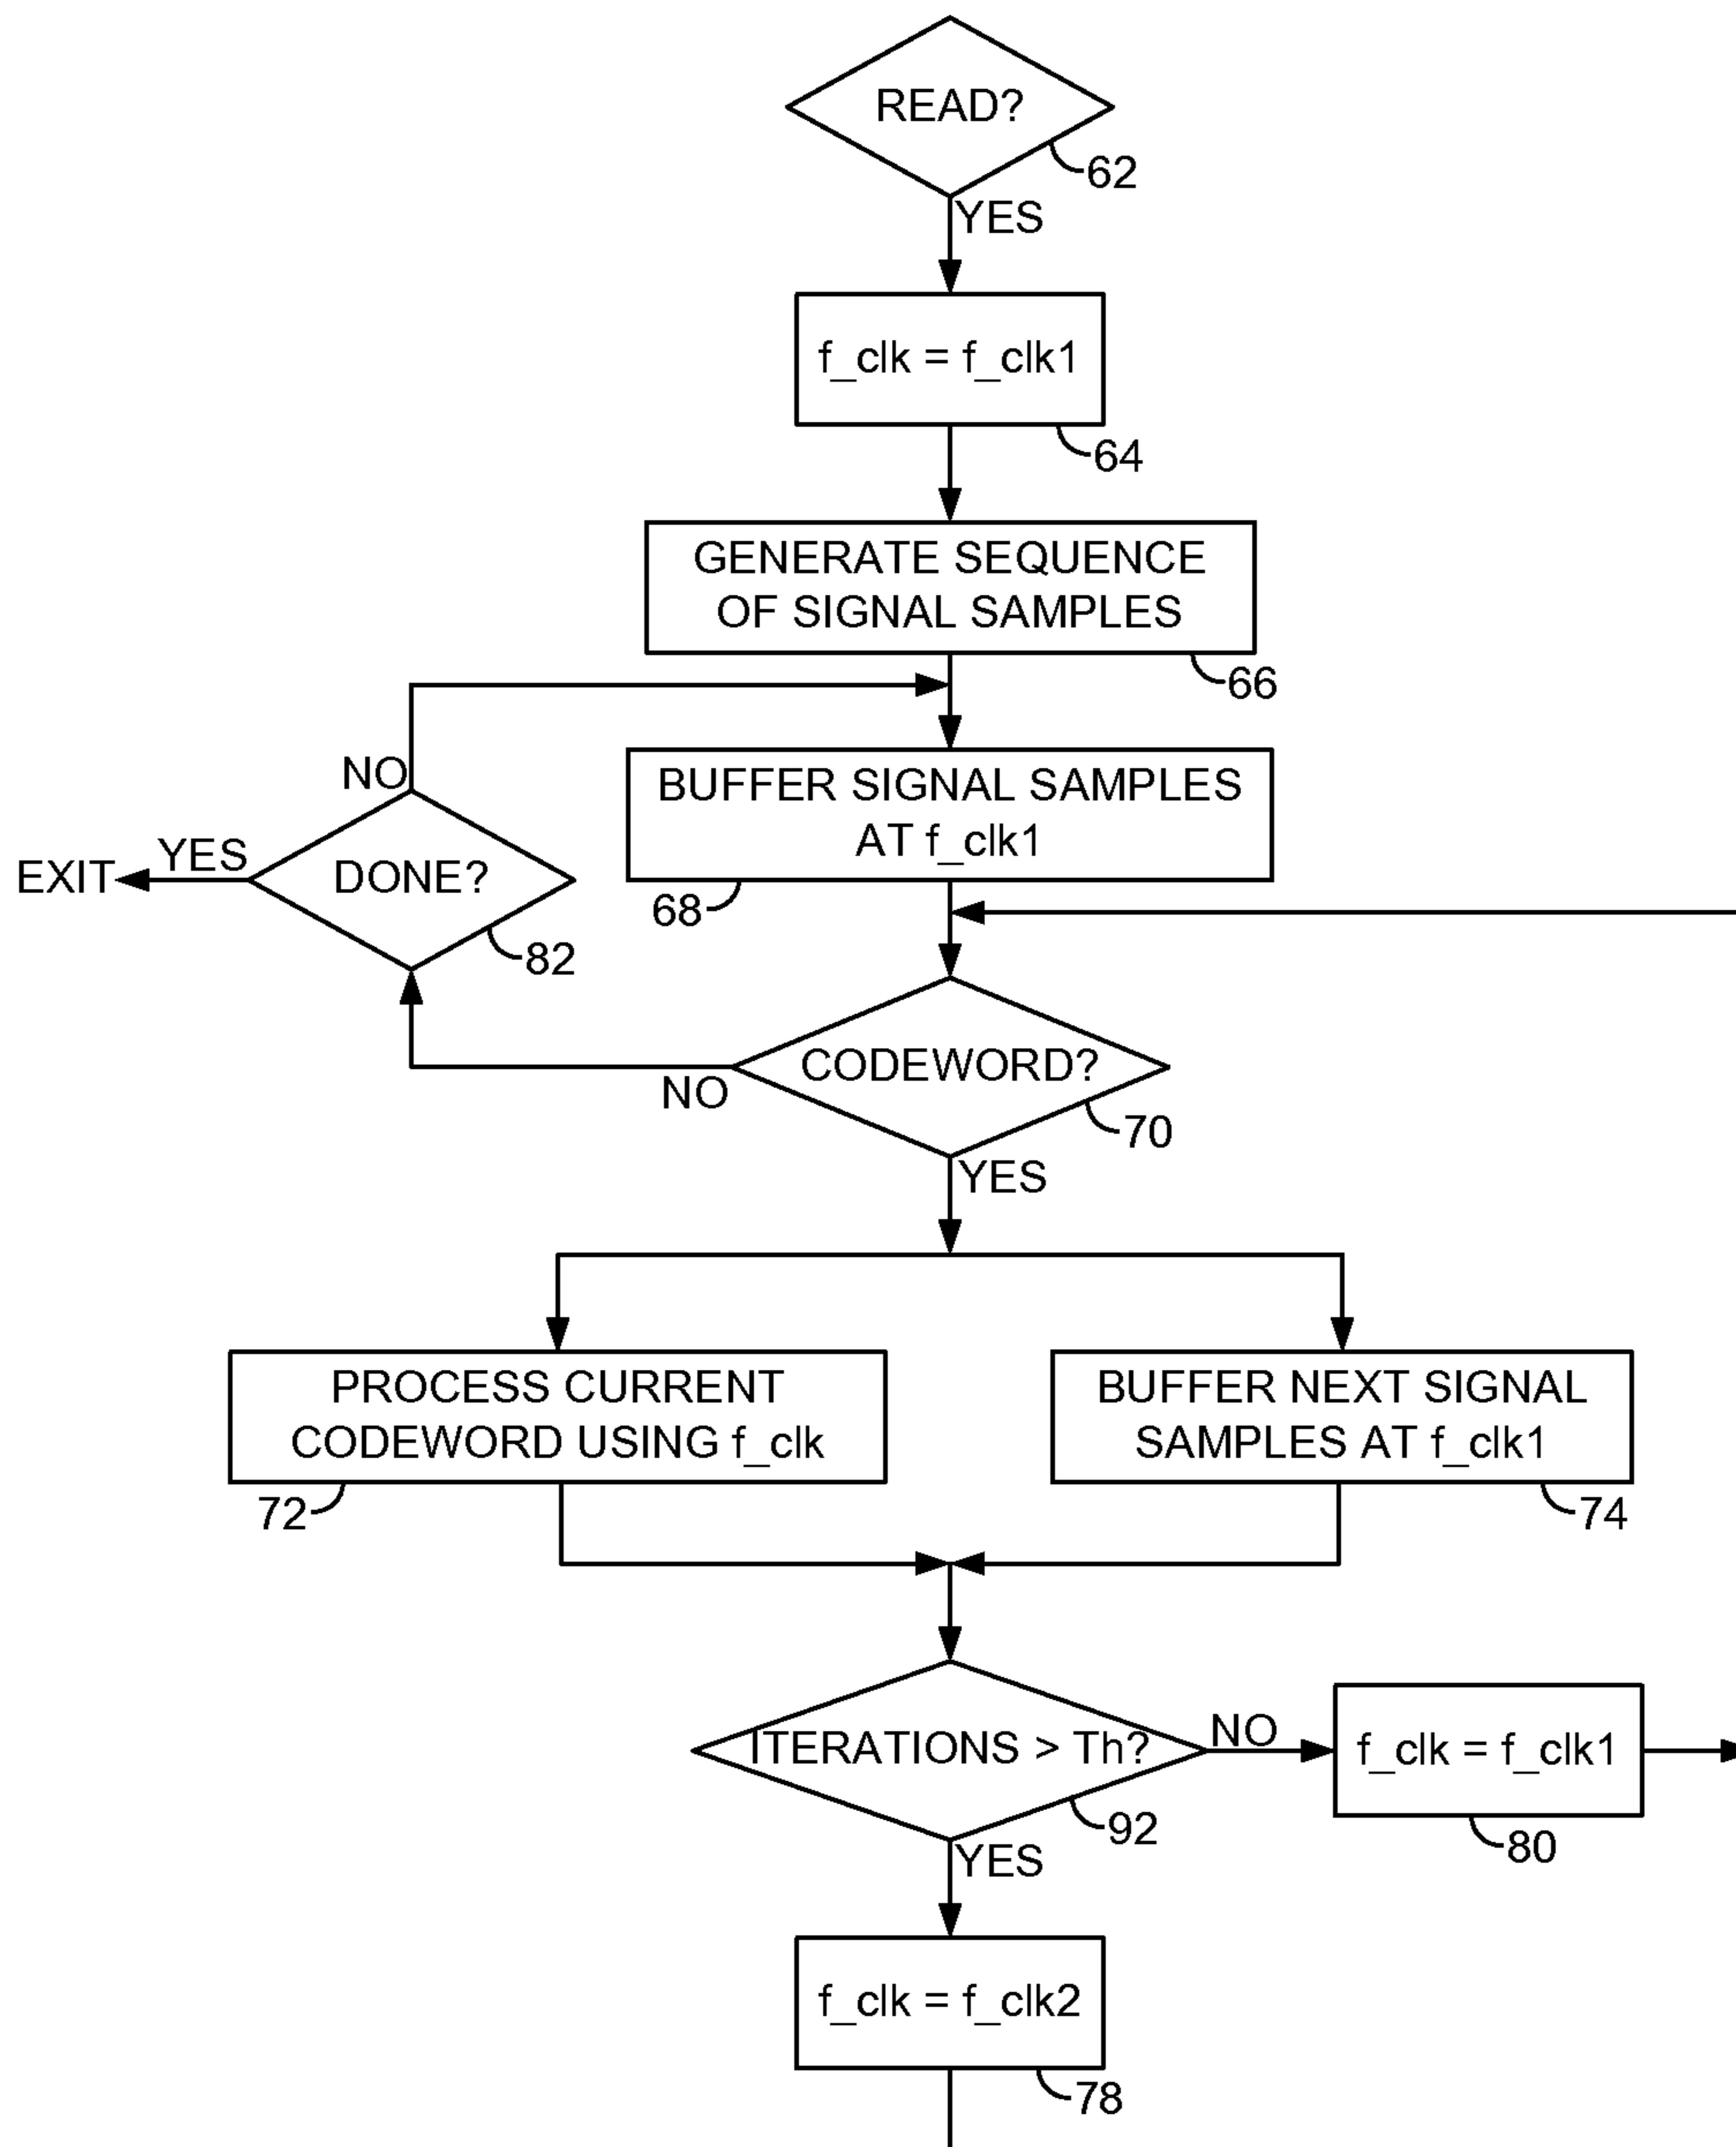 READ?
62
YES
f_clk = f_clk1
64
GENERATE SEQUENCE
OF SIGNAL SAMPLES
66
NO
BUFFER SIGNAL SAMPLES
AT f_clk1
68
YES
EXIT
DONE?
82
CODEWORD?
NO
70
YES
PROCESS CURRENT
CODEWORD USING f_clk
72
BUFFER NEXT SIGNAL
SAMPLES AT f_clk1
74
ITERATIONS > Th?
NO
92
f_clk = f_clk1
80
YES
f_clk = f_clk2
78